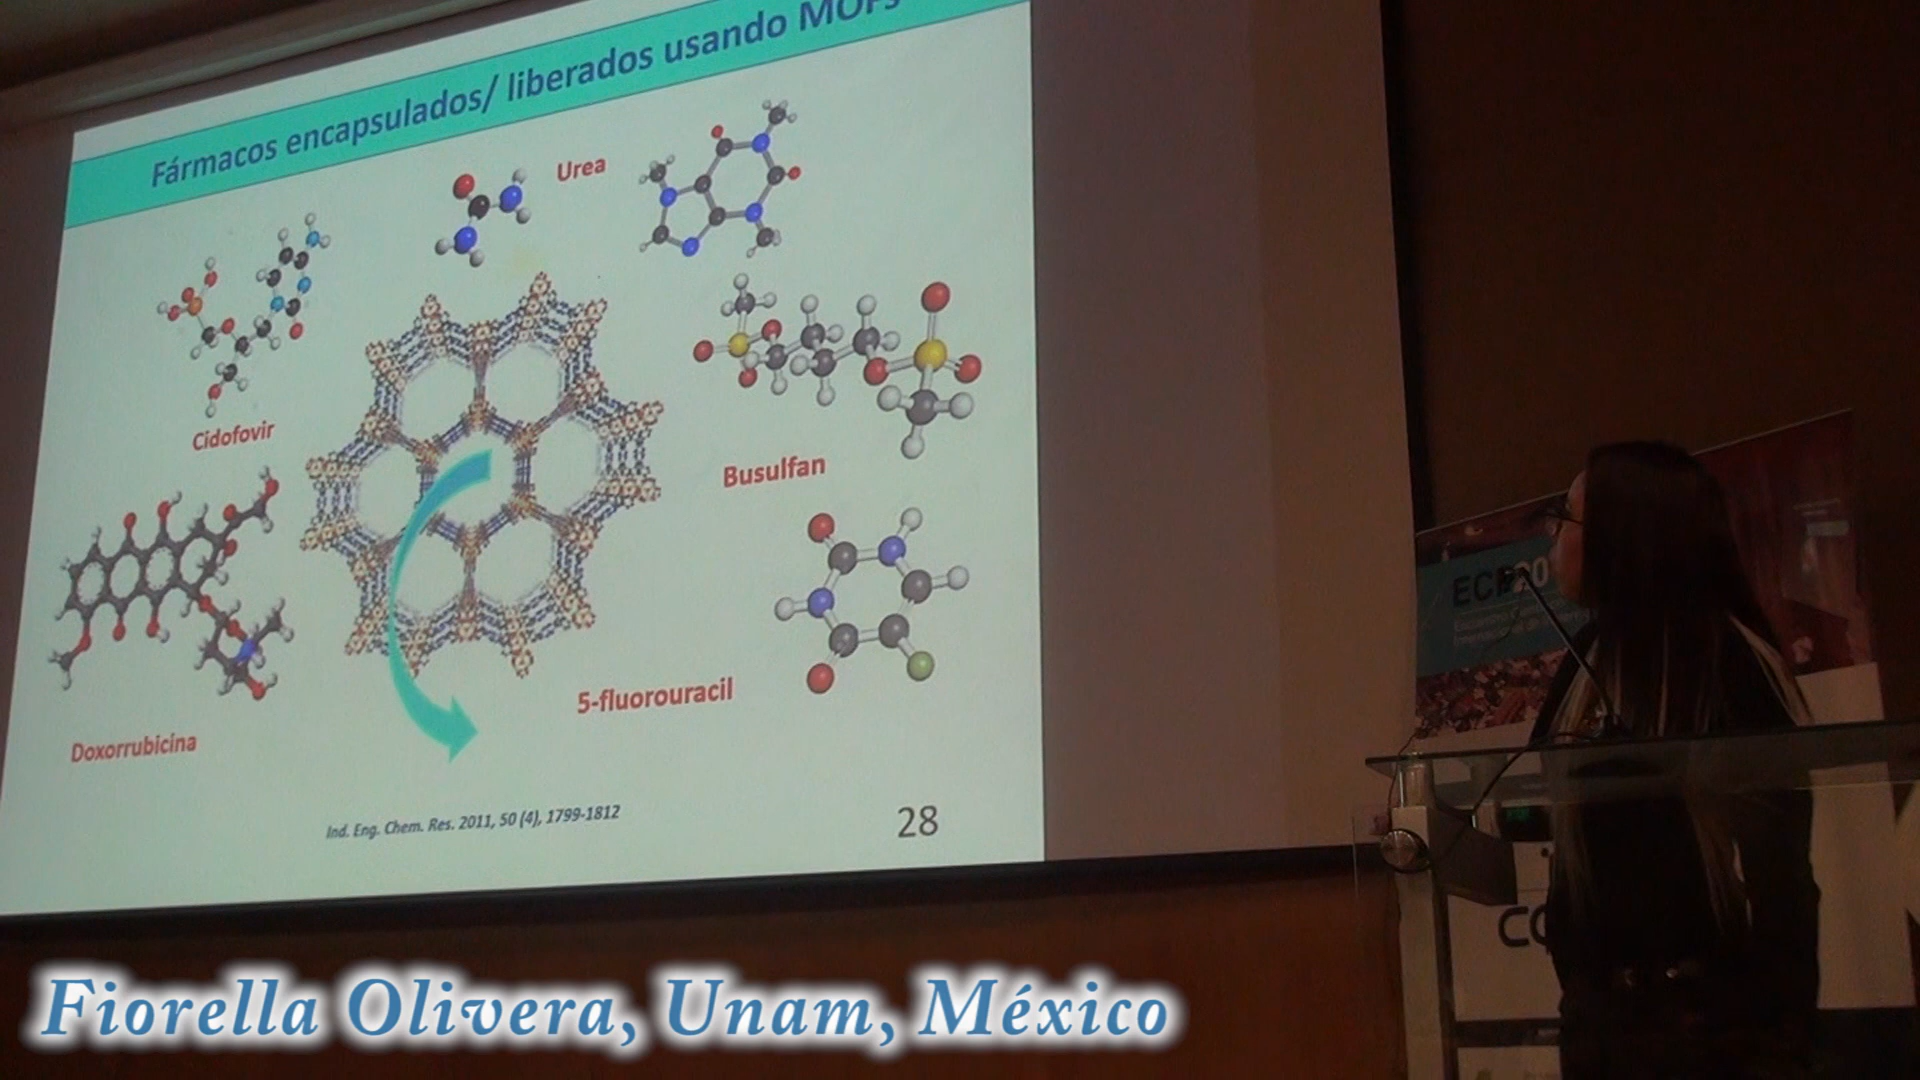 Fármacos encapsulados/ liberados usando MOFs
Urea
Cidofovir
Busulfan
5-fluorouracil
Doxorrubicina
Ind. Eng. Chem. Res. 2011, 50 (4), 1799-1812
28
Fiorella Olivera, Unam, México